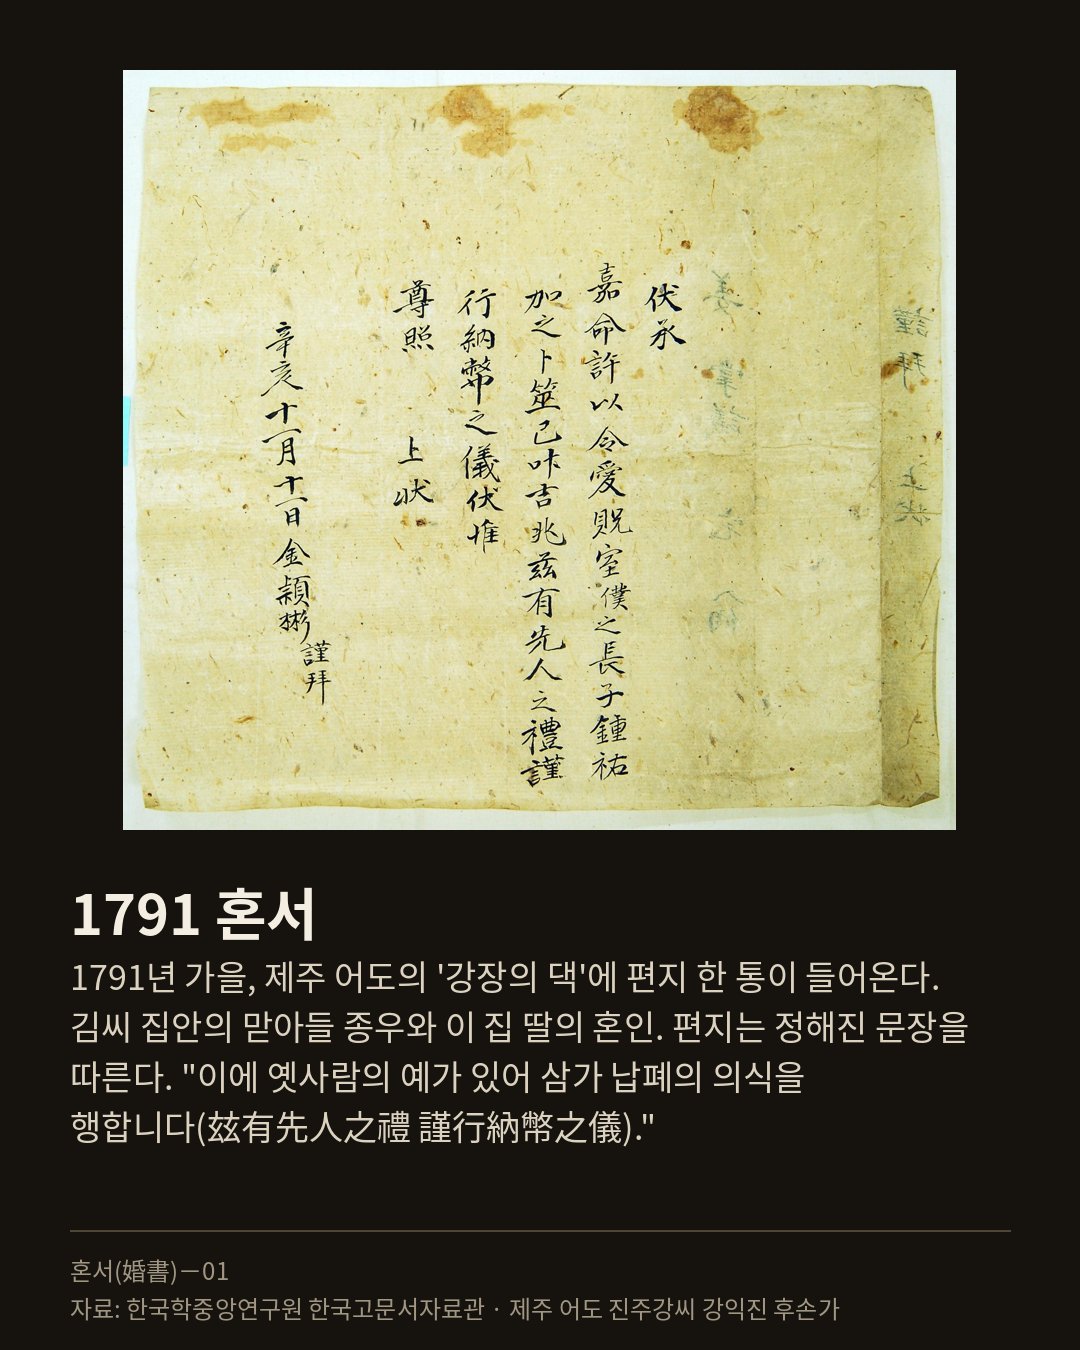 伏承
嘉命許以令愛貺室僕之長子鍾祐
加之卜筮已叶吉兆玆有先人之禮謹
行納幣之儀伏惟
尊照 上狀
辛亥十一月十一日金穎彬謹拜
1791 혼서
1791년 가을, 제주 어도의 '강장의 댁'에 편지 한 통이 들어온다.
김씨 집안의 맏아들 종우와 이 집 딸의 혼인. 편지는 정해진 문장을
따른다. "이에 옛사람의 예가 있어 삼가 납폐의 의식을
행합니다(玆有先人之禮 謹行納幣之儀)."
혼서(婚書)—01
자료: 한국학중앙연구원 한국고문서자료관 · 제주 어도 진주강씨 강익진 후손가